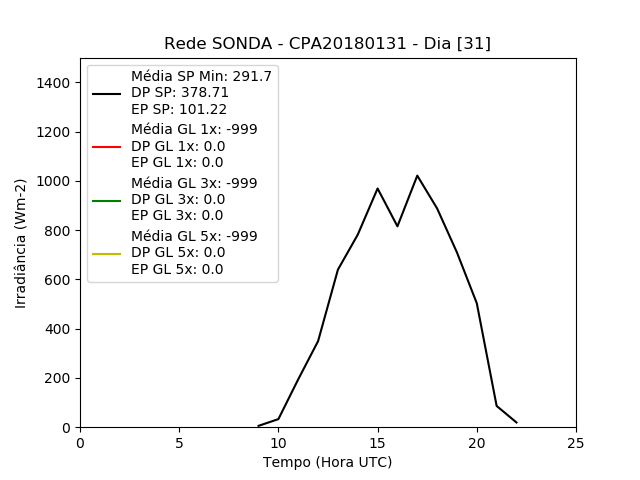 Rede SONDA - CPA20180131 - Dia [31]
Média SP Min: 291.7
DP SP: 378.71
EP SP: 101.22
Média GL 1x: -999
DP GL 1x: 0.0
EP GL 1x: 0.0
Média GL 3x: -999
DP GL 3x: 0.0
EP GL 3x: 0.0
Média GL 5x: -999
DP GL 5x: 0.0
EP GL 5x: 0.0
Irradiância (Wm-2)
1400
1200
1000
800
600
400
200
0
0 5 10 15 20 25
Tempo (Hora UTC)